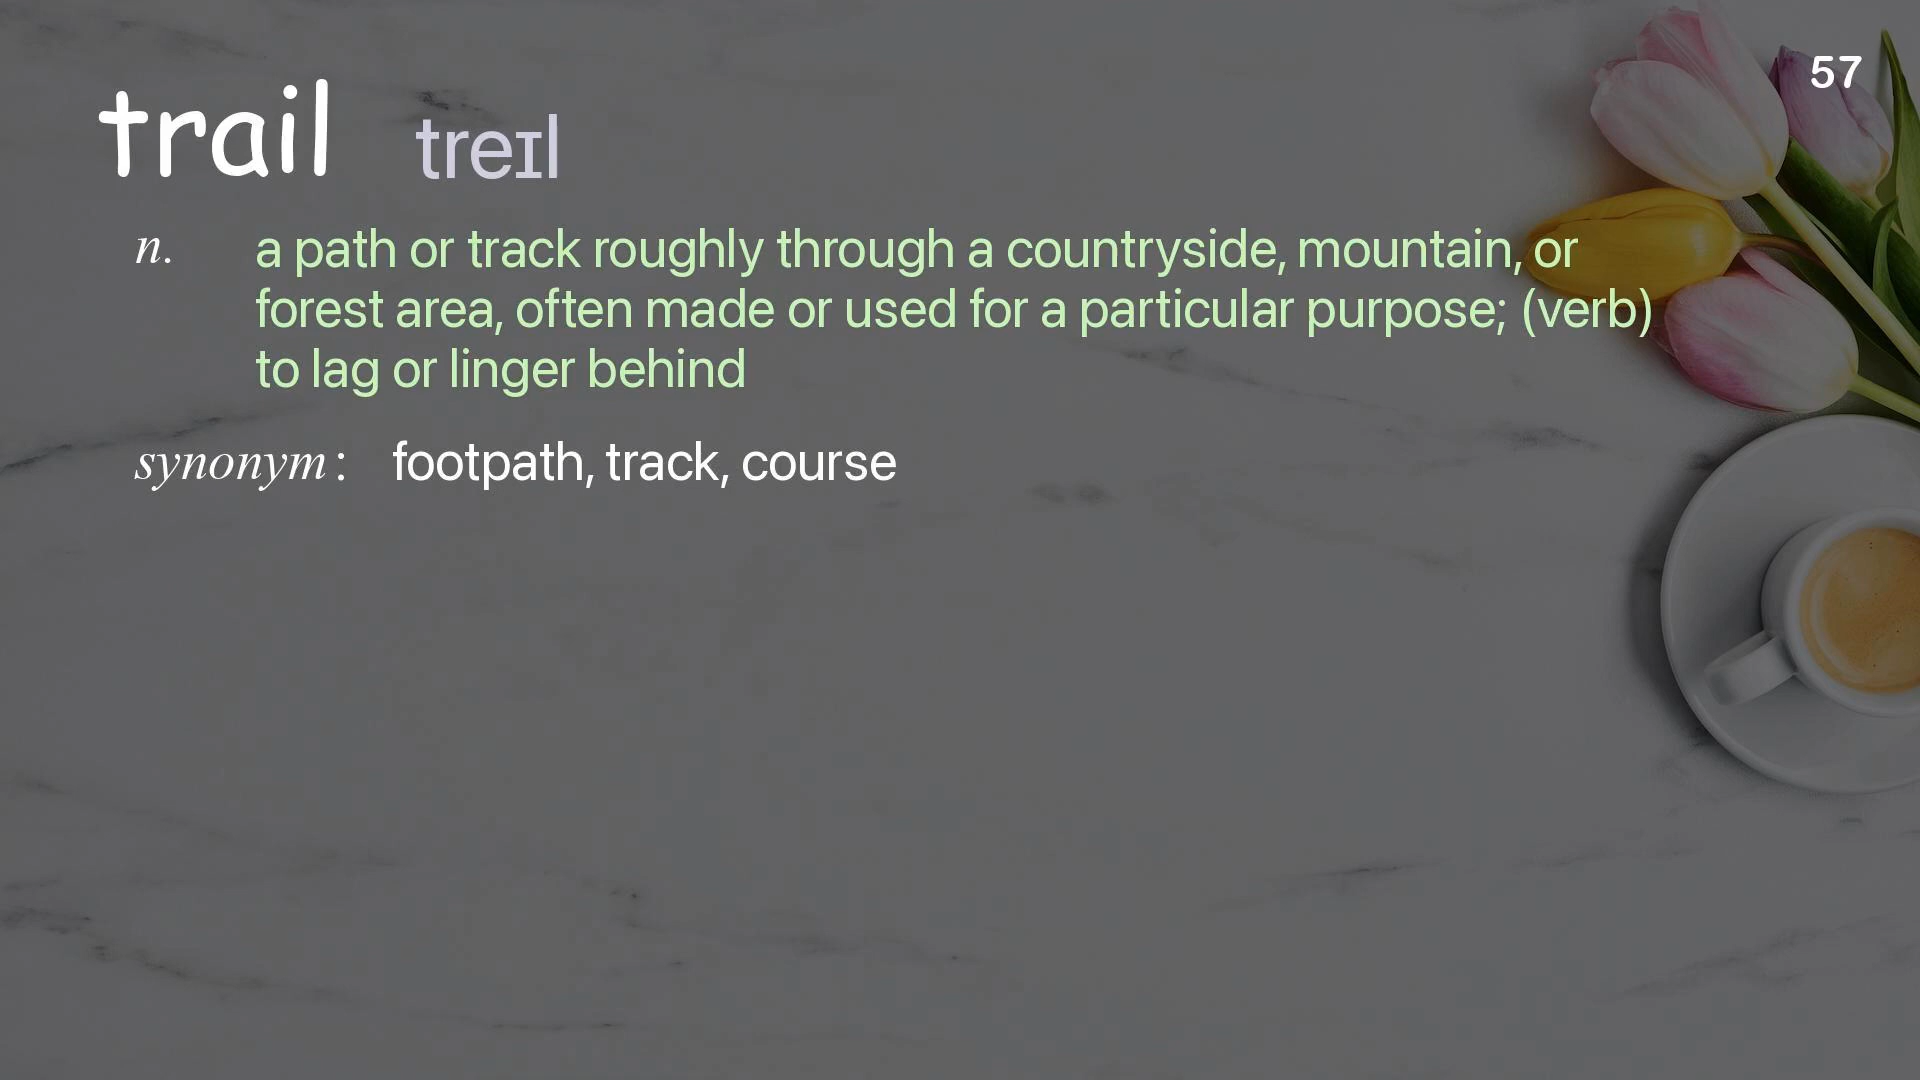 57
trail treɪl
n. a path or track roughly through a countryside, mountain, or
forest area, often made or used for a particular purpose; (verb)
to lag or linger behind
synonym : footpath, track, course